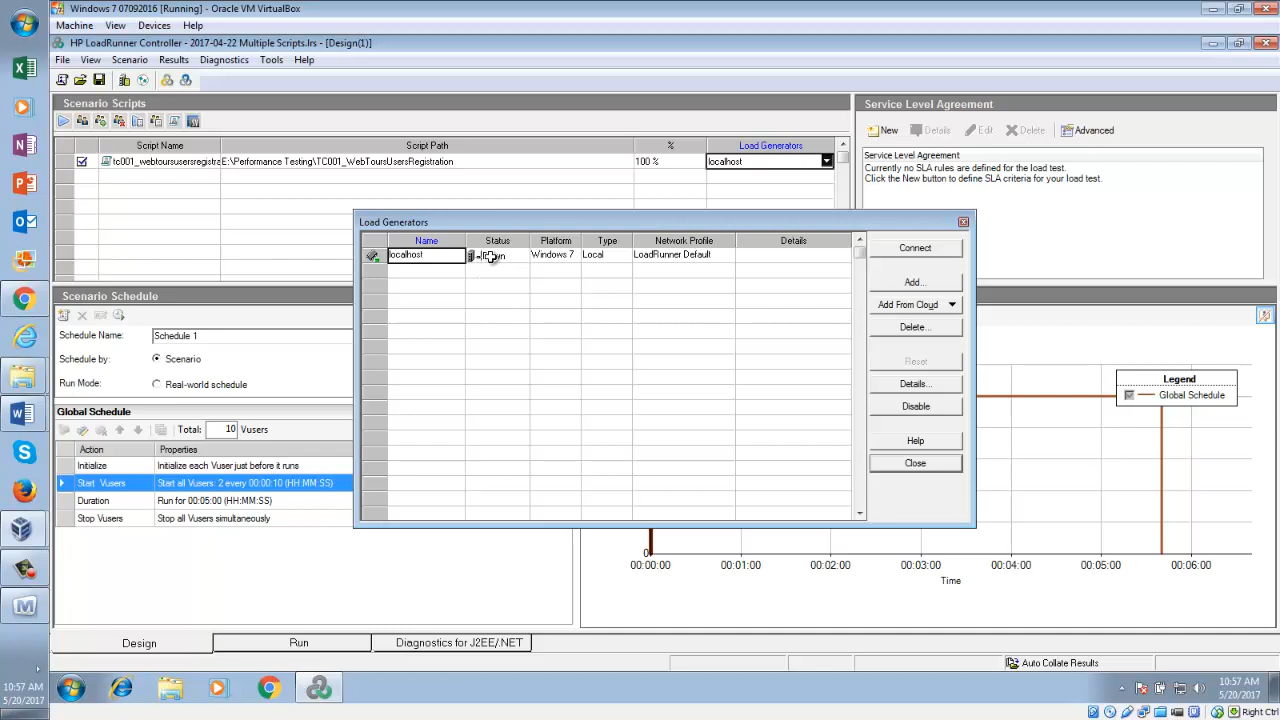 Windows 7 07092016 [Running] - Oracle VM VirtualBox
Machine View Devices Help
HP LoadRunner Controller - 2017-04-22 Multiple Scripts.lrs - [Design(1)]
File View Scenario Results Diagnostics Tools Help
Scenario Scripts
Service Level Agreement
New Details Edit Delete Advanced
Script Name Script Path % Load Generators
tc001_webtoursusersregistra E:\Performance Testing\TC001_WebToursUsersRegistration 100 % localhost
Service Level Agreement
Currently no SLA rules are defined for the load test.
Click the New button to define SLA criteria for your load test.
Load Generators
Name Status Platform Type Network Profile Details
localhost Windows 7 Local LoadRunner Default
Connect
Add...
Add From Cloud
Delete...
Reset
Details...
Disable
Help
Close
Scenario Schedule
Schedule Name: Schedule 1
Schedule by: Scenario
Run Mode: Real-world schedule
Global Schedule
Total: 10 Vusers
Action Properties
Initialize Initialize each Vuser just before it runs
Start Vusers Start all Vusers: 2 every 00:00:10 (HH:MM:SS)
Duration Run for 00:05:00 (HH:MM:SS)
Stop Vusers Stop all Vusers simultaneously
Legend
Global Schedule
0
00:00:00 00:01:00 00:02:00 00:03:00 00:04:00 00:05:00 00:06:00
Time
Design Run Diagnostics for J2EE/.NET
Auto Collate Results
10:57 AM
5/20/2017
10:57 AM
5/20/2017
Right Ctrl